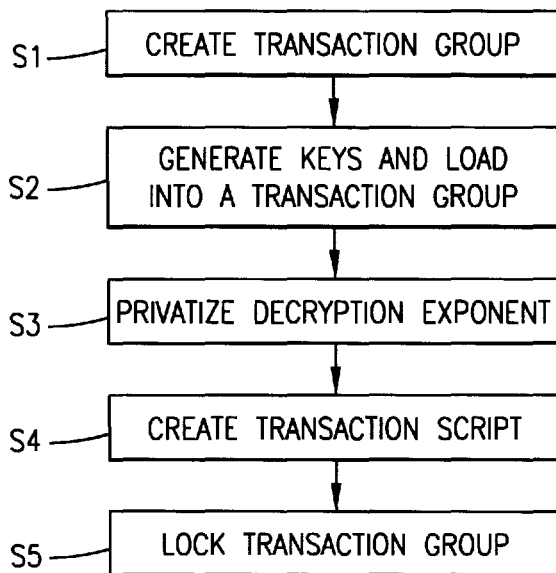 S1 CREATE TRANSACTION GROUP
S2 GENERATE KEYS AND LOAD
INTO A TRANSACTION GROUP
S3 PRIVATIZE DECRYPTION EXPONENT
S4 CREATE TRANSACTION SCRIPT
S5 LOCK TRANSACTION GROUP